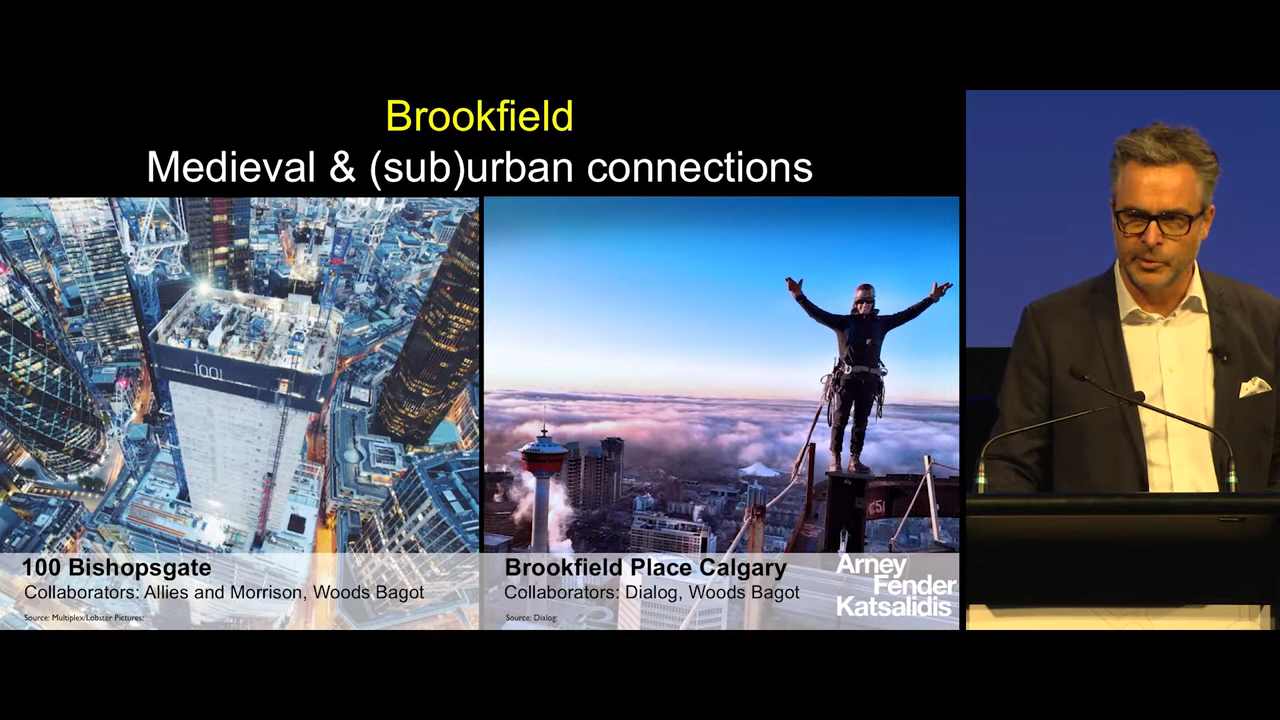 Brookfield
Medieval & (sub)urban connections
100
100 Bishopsgate
Collaborators: Allies and Morrison, Woods Bagot
Source: Multiplex/Lobster Pictures;
Brookfield Place Calgary
Collaborators: Dialog, Woods Bagot
Source: Dialog;
Arney
Fender
Katsalidis